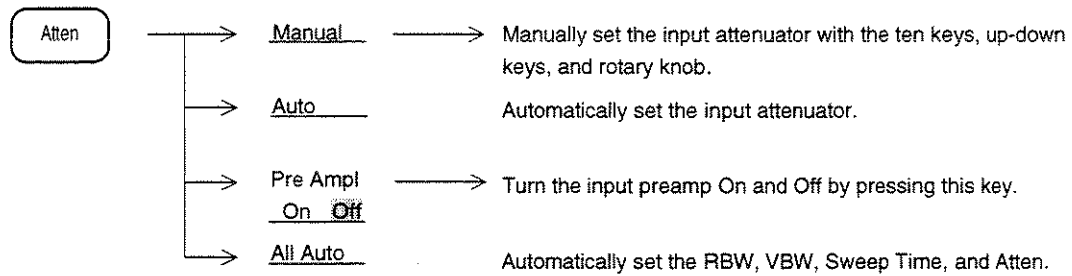 Atten
Manual
Manually set the input attenuator with the ten keys, up-down
keys, and rotary knob.
Auto
Automatically set the input attenuator.
Pre Ampl
On Off
Turn the input preamp On and Off by pressing this key.
All Auto
Automatically set the RBW, VBW, Sweep Time, and Atten.